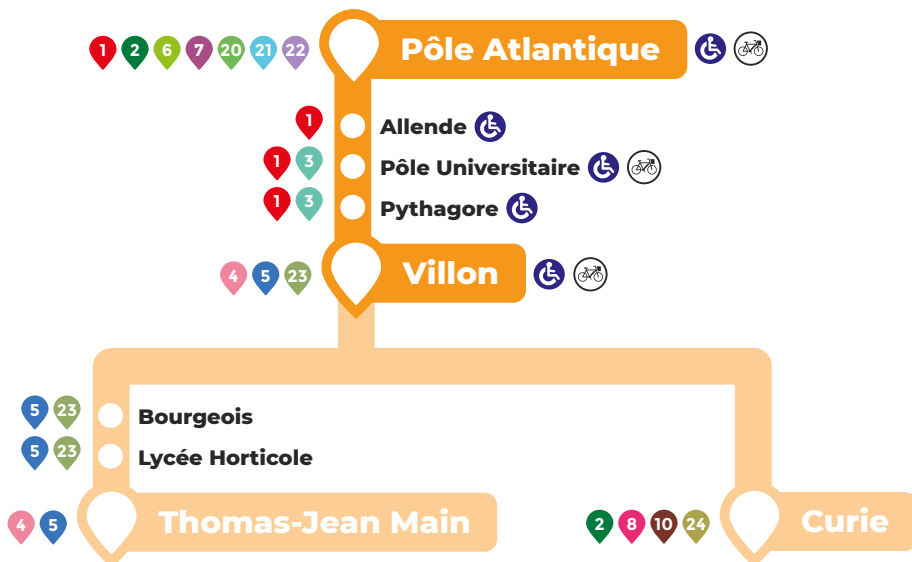 1 2 6 7 20 21 22 Pôle Atlantique
1 Allende
1 3 Pôle Universitaire
1 3 Pythagore
4 5 23 Villon
5 23 Bourgeois
5 23 Lycée Horticole
4 5 Thomas-Jean Main
2 8 10 24 Curie